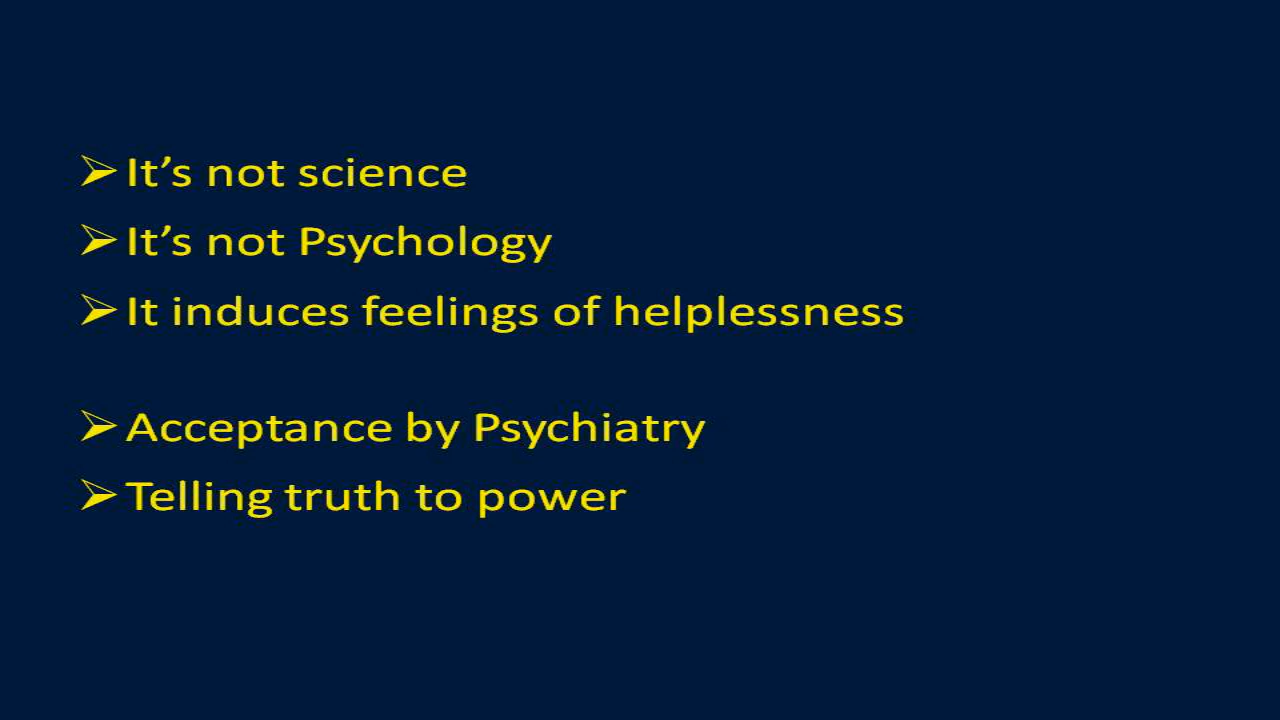 ➢ It’s not science
➢ It’s not Psychology
➢ It induces feelings of helplessness
➢ Acceptance by Psychiatry
➢ Telling truth to power